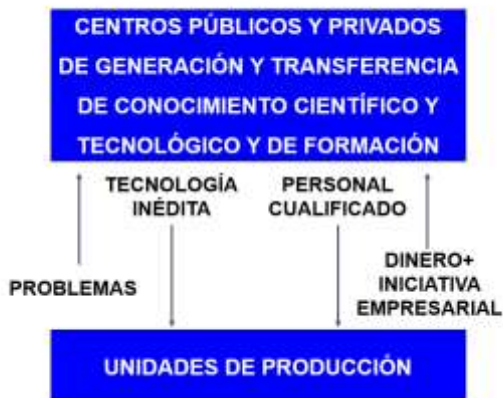 CENTROS PÚBLICOS Y PRIVADOS
DE GENERACIÓN Y TRANSFERENCIA
DE CONOCIMIENTO CIENTÍFICO Y
TECNOLÓGICO Y DE FORMACIÓN
TECNOLOGÍA
INÉDITA
PERSONAL
CUALIFICADO
PROBLEMAS
DINERO+
INICIATIVA
EMPRESARIAL
UNIDADES DE PRODUCCIÓN